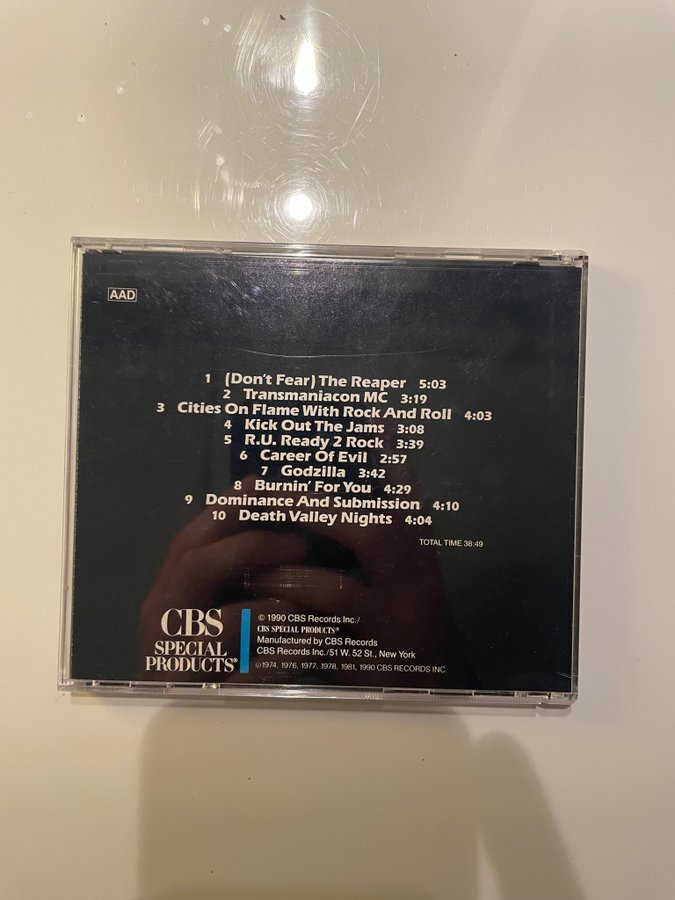 AAD
1 (Don't Fear) The Reaper 5:03
2 Transmaniacon MC 3:19
3 Cities On Flame With Rock And Roll 4:03
4 Kick Out The Jams 3:08
5 R.U. Ready 2 Rock 3:39
6 Career Of Evil 2:57
7 Godzilla 3:42
8 Burnin' For You 4:29
9 Dominance And Submission 4:10
10 Death Valley Nights 4:04
TOTAL TIME 38:49
CBS
SPECIAL
PRODUCTS®
© 1990 CBS Records Inc./
CBS SPECIAL PRODUCTS®
Manufactured by CBS Records
CBS Records Inc./51 W. 52 St., New York
℗1974, 1976, 1977, 1978, 1981, 1990 CBS RECORDS INC.